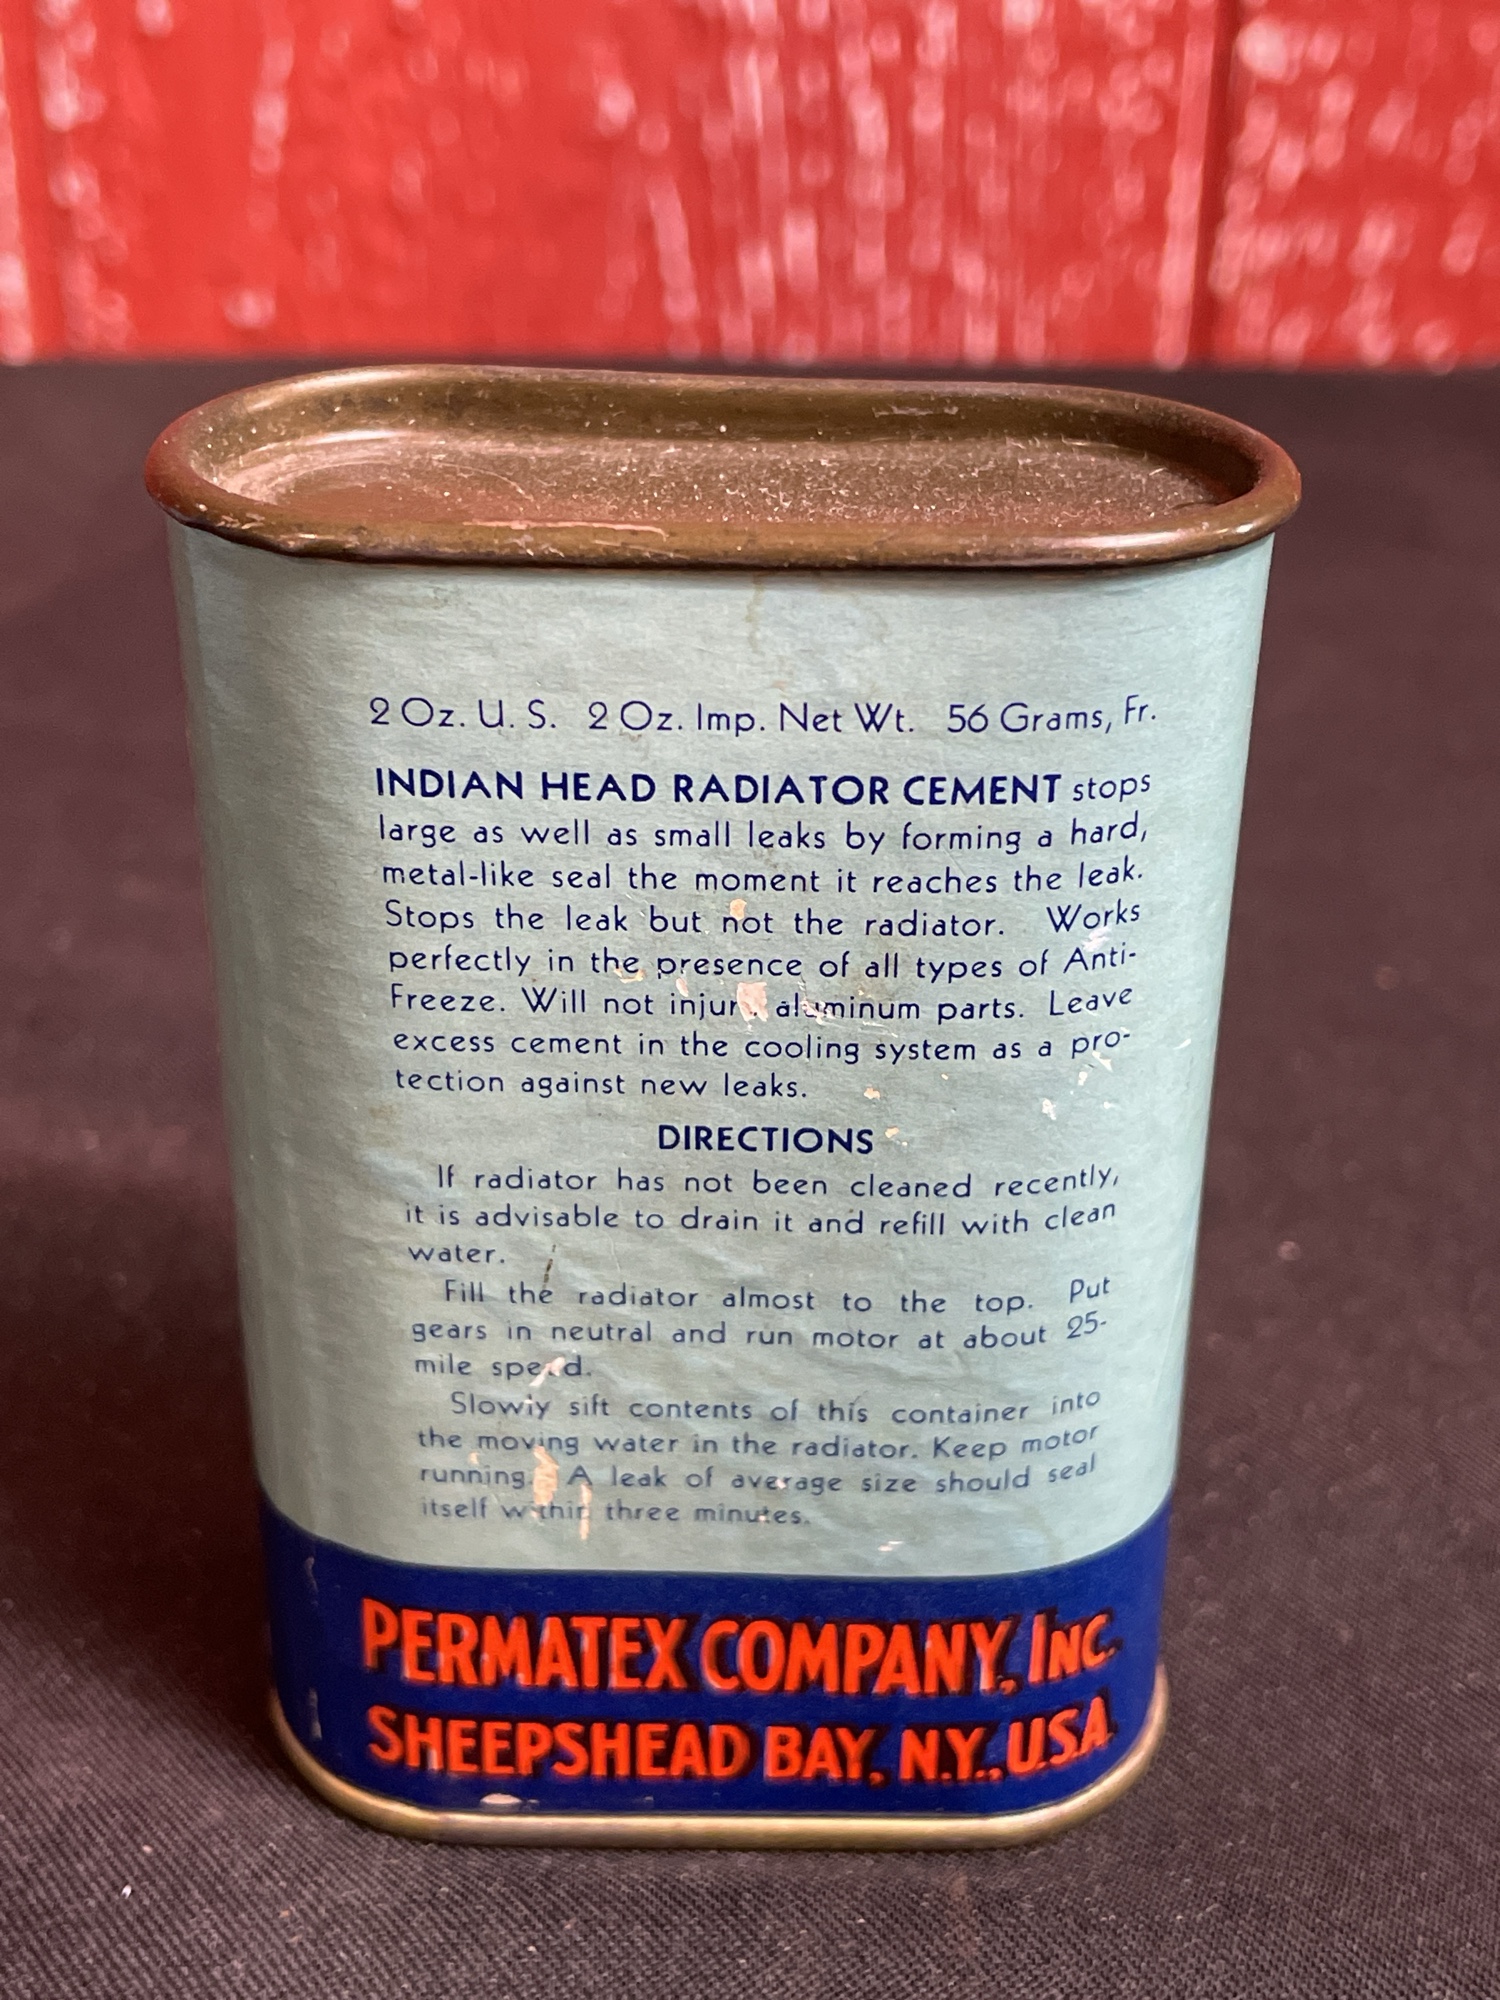 2 Oz. U. S. 2 Oz. Imp. Net Wt. 56 Grams, Fr.
INDIAN HEAD RADIATOR CEMENT stops
large as well as small leaks by forming a hard,
metal-like seal the moment it reaches the leak.
Stops the leak but not the radiator. Works
perfectly in the presence of all types of Anti-
Freeze. Will not injure aluminum parts. Leave
excess cement in the cooling system as a pro-
tection against new leaks.
DIRECTIONS
If radiator has not been cleaned recently,
it is advisable to drain it and refill with clean
water.
Fill the radiator almost to the top. Put
gears in neutral and run motor at about 25-
mile speed.
Slowly sift contents of this container into
the moving water in the radiator. Keep motor
running. A leak of average size should seal
itself within three minutes.
PERMATEX COMPANY, INC.
SHEEPSHEAD BAY, N.Y., U.S.A.